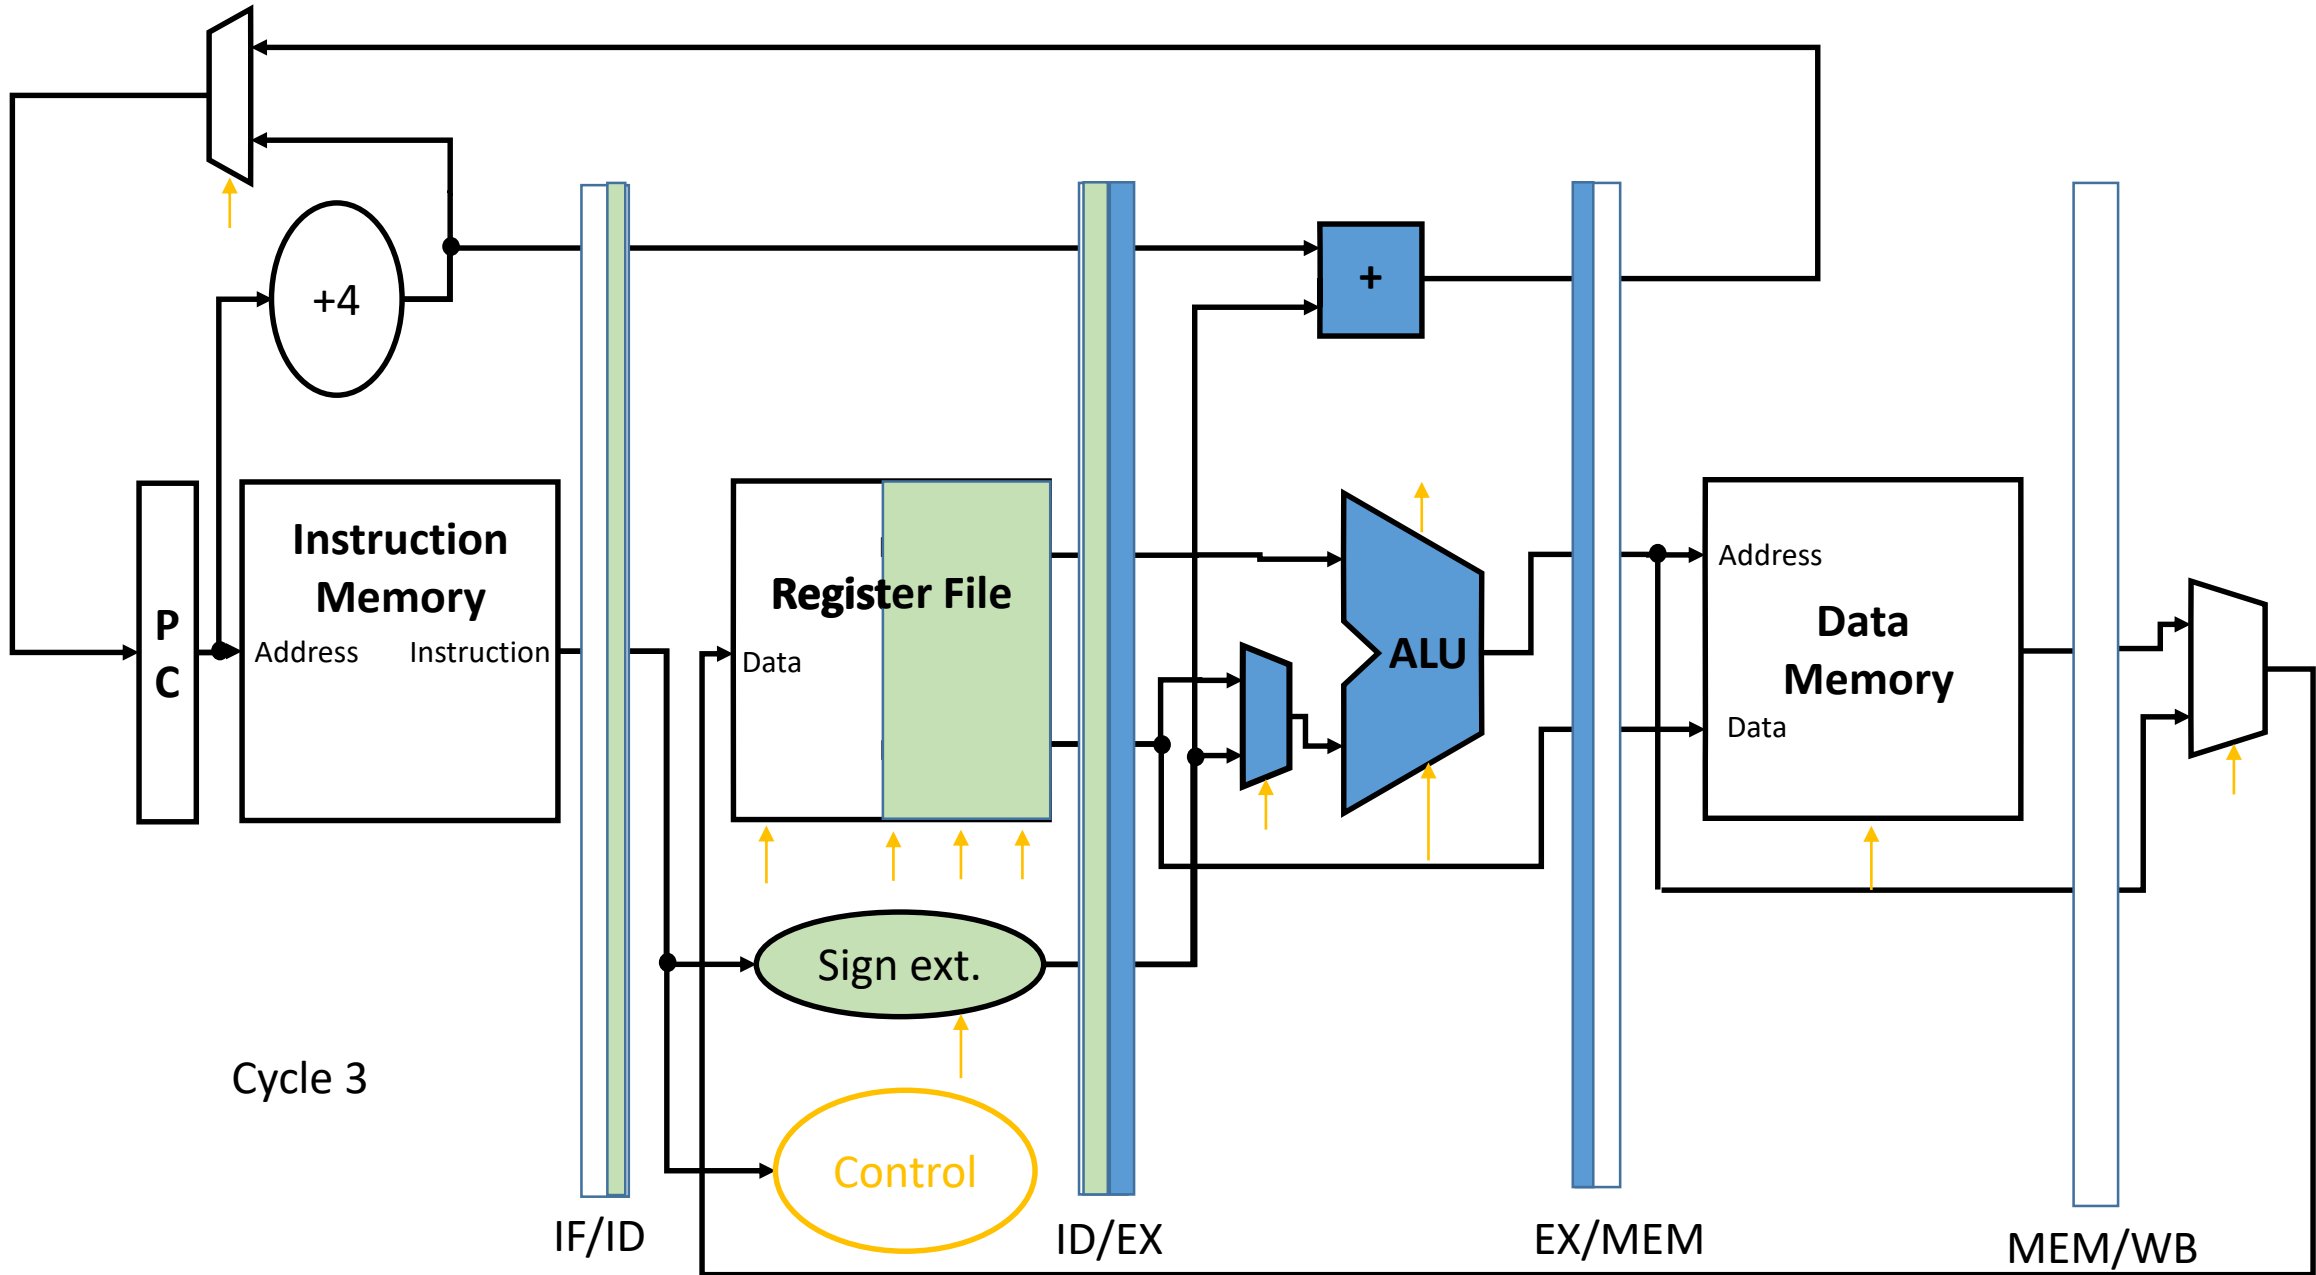 +4
+
Instruction
Memory
Address
Instruction
P
C
Register File
Data
ALU
Address
Data
Memory
Data
Sign ext.
Cycle 3
Control
IF/ID
ID/EX
EX/MEM
MEM/WB